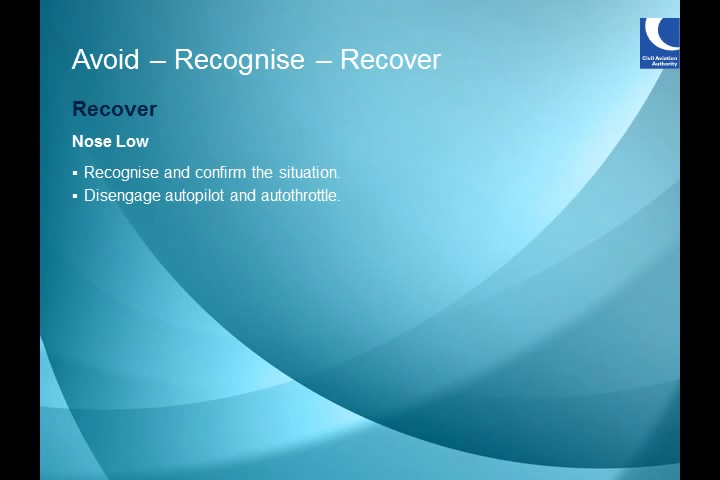 Avoid – Recognise – Recover
Civil Aviation
Authority
Recover
Nose Low
▪ Recognise and confirm the situation.
▪ Disengage autopilot and autothrottle.